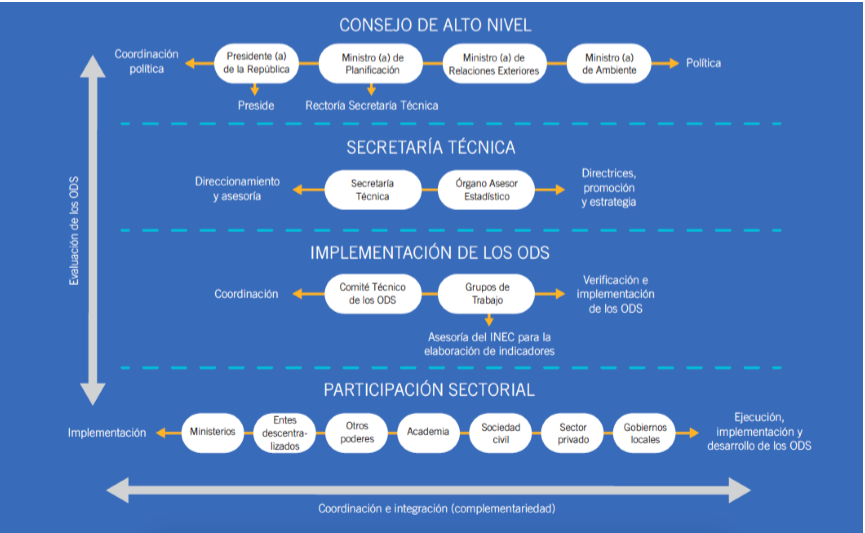 CONSEJO DE ALTO NIVEL
Coordinación
política
Presidente (a)
de la República
Ministro (a) de
Planificación
Ministro (a) de
Relaciones Exteriores
Ministro (a)
de Ambiente
Política
Preside
Rectoría Secretaría Técnica
SECRETARÍA TÉCNICA
Direccionamiento
y asesoría
Secretaría
Técnica
Órgano Asesor
Estadístico
Directrices,
promoción
y estrategia
Evaluación de los ODS
IMPLEMENTACIÓN DE LOS ODS
Coordinación
Comité Técnico
de los ODS
Grupos de
Trabajo
Verificación e
implementación
de los ODS
Asesoría del INEC para la
elaboración de indicadores
PARTICIPACIÓN SECTORIAL
Implementación
Ministerios
Entes
descentra-
lizados
Otros
poderes
Academia
Sociedad
civil
Sector
privado
Gobiernos
locales
Ejecución,
implementación y
desarrollo de los ODS
Coordinación e integración (complementariedad)